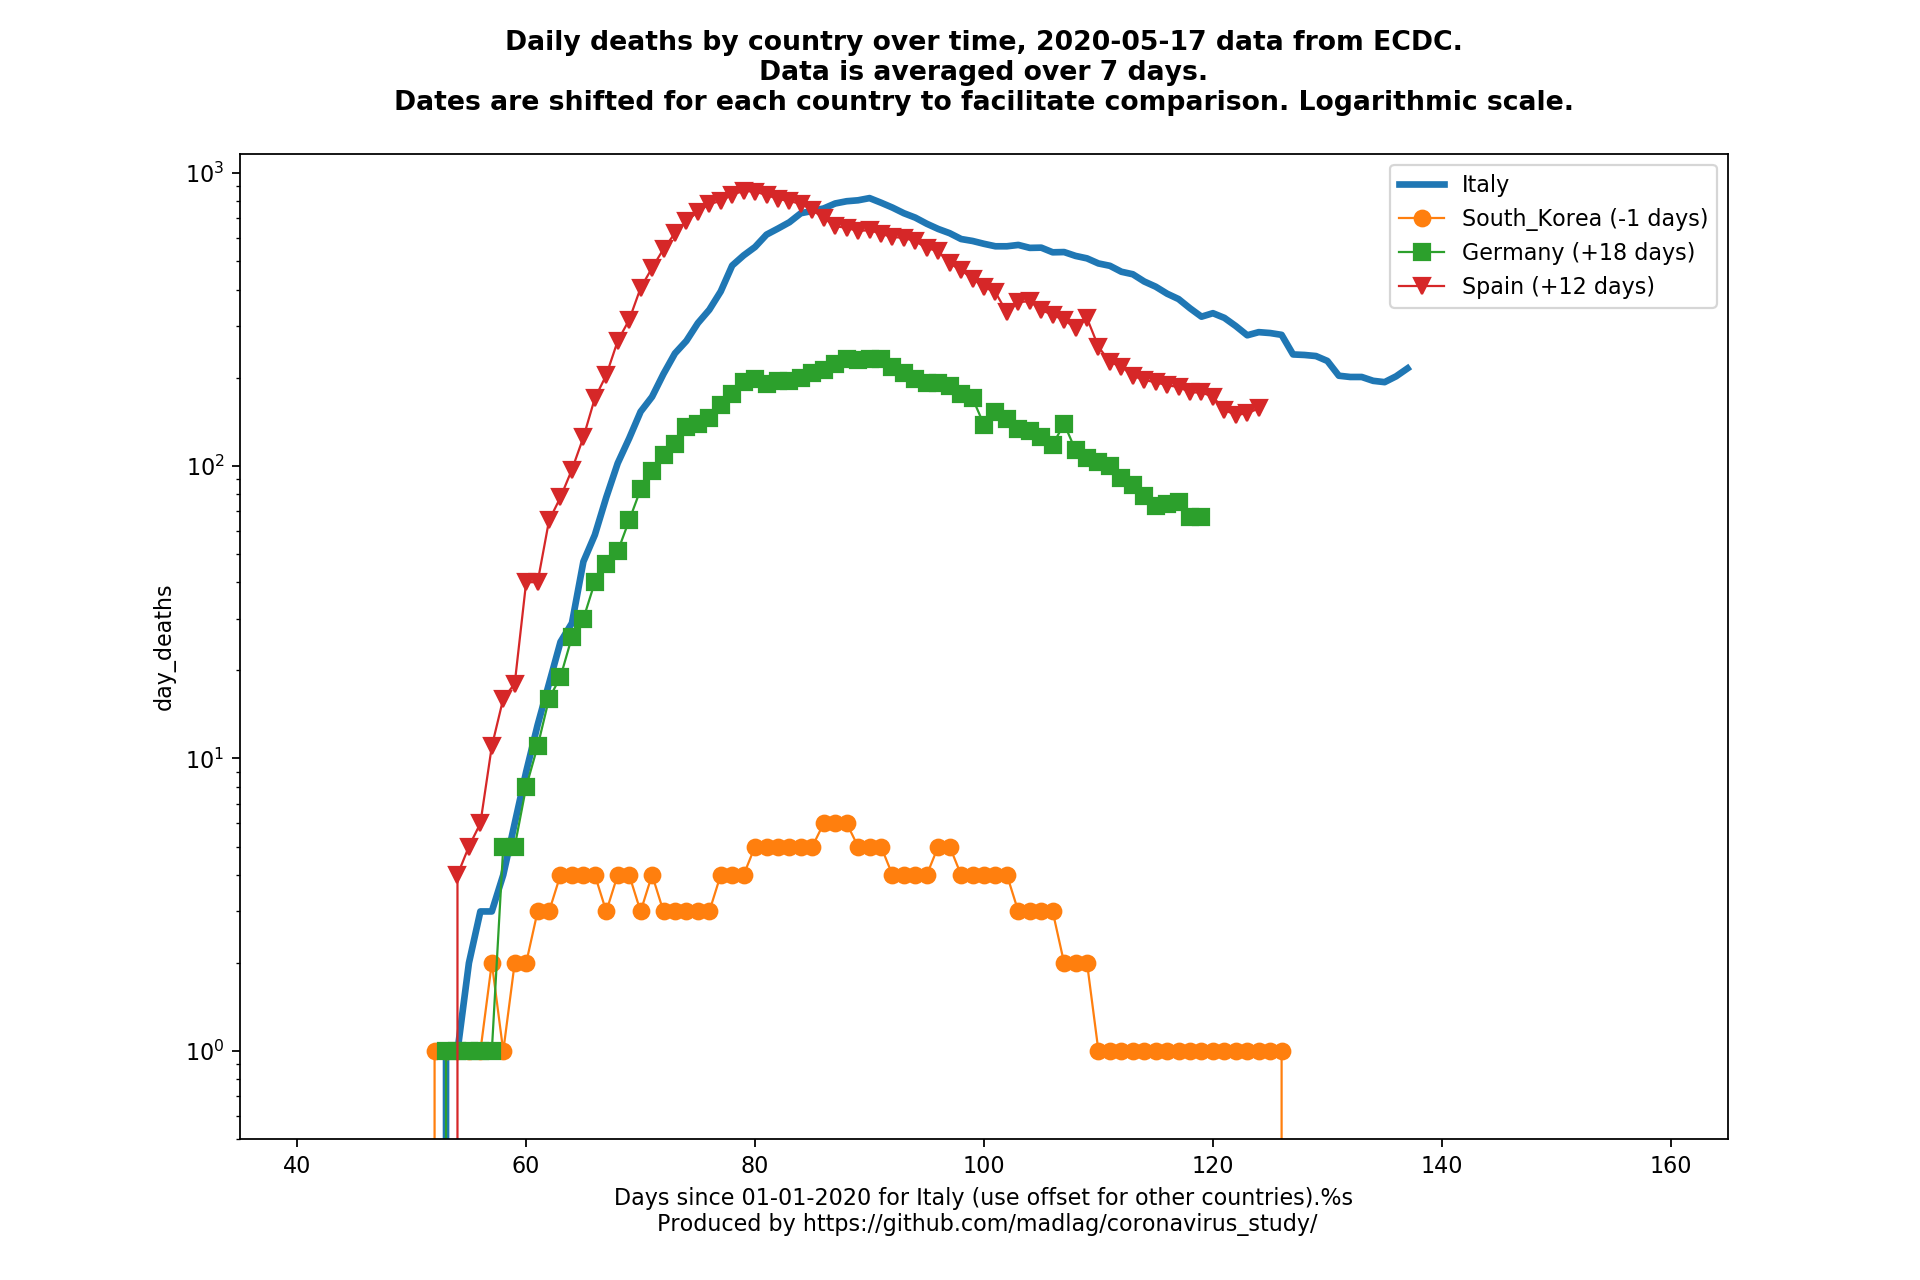 Daily deaths by country over time, 2020-05-17 data from ECDC.
Data is averaged over 7 days.
Dates are shifted for each country to facilitate comparison. Logarithmic scale.
Italy
South_Korea (-1 days)
Germany (+18 days)
Spain (+12 days)
day_deaths
10³
10²
10¹
10⁰
40 60 80 100 120 140 160
Days since 01-01-2020 for Italy (use offset for other countries).%s
Produced by https://github.com/madlag/coronavirus_study/